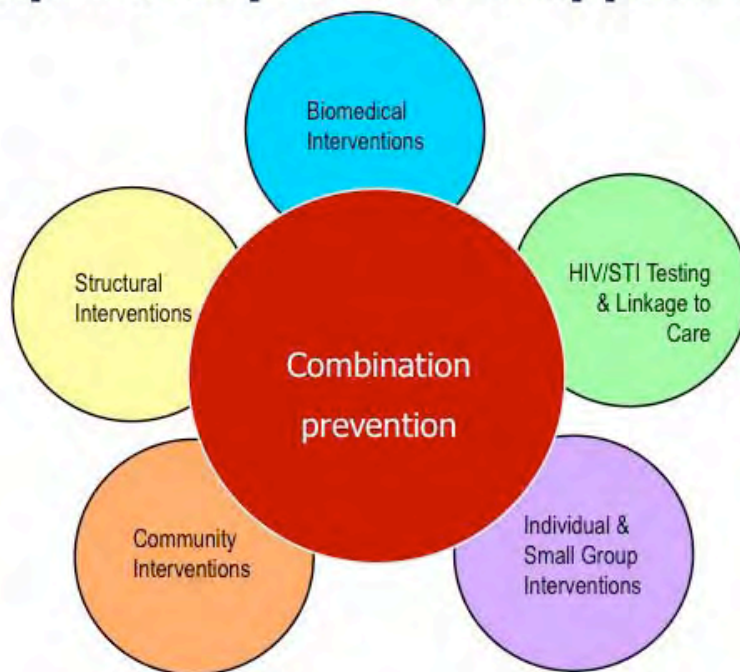 Biomedical
Interventions
HIV/STI Testing
& Linkage to
Care
Structural
Interventions
Combination
prevention
Individual &
Small Group
Interventions
Community
Interventions